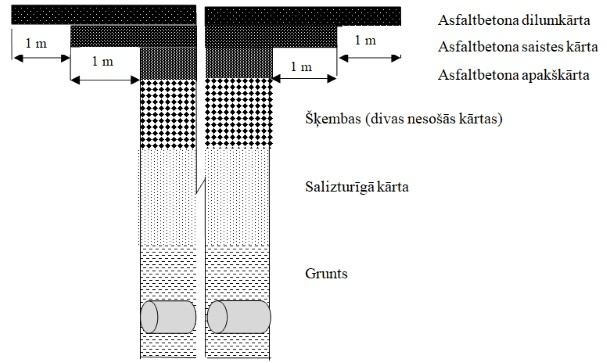 Asfaltbetona dilumkārta
1 m
1 m
Asfaltbetona saistes kārta
1 m
1 m
Asfaltbetona apakškārta
Šķembas (divas nesošās kārtas)
Salizturīgā kārta
Grunts